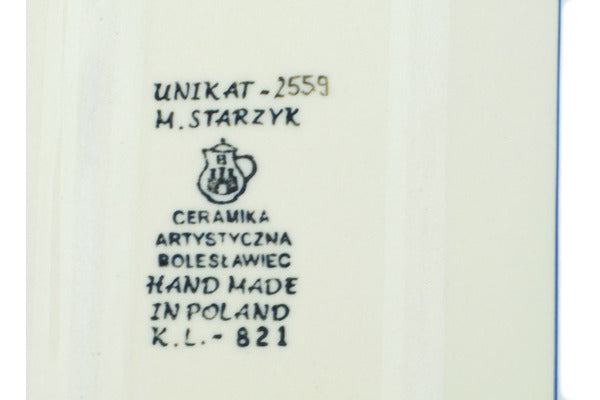 UNIKAT - 2559
M. STARZYK
B
CERAMIKA
ARTYSTYCZNA
BOLESŁAWIEC
HAND MADE
IN POLAND
K.L. - 821